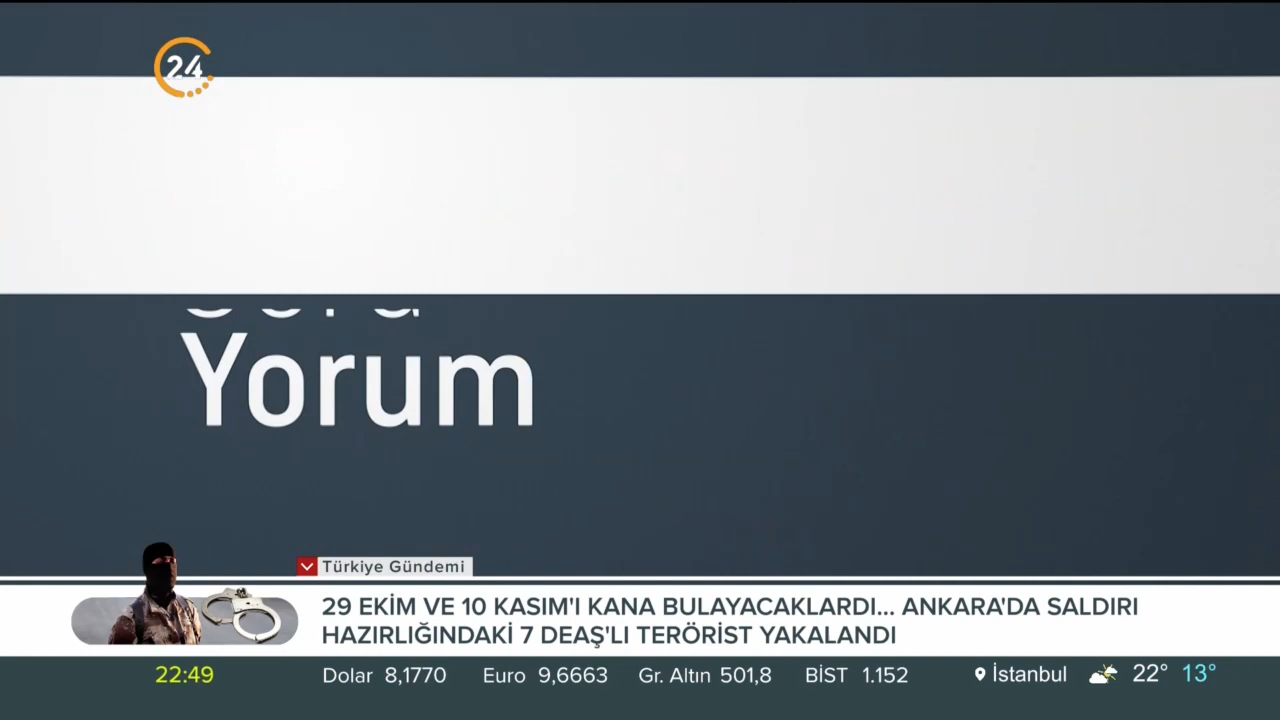 24
Yorum
Türkiye Gündemi
29 EKİM VE 10 KASIM'I KANA BULAYACAKLARDI... ANKARA'DA SALDIRI
HAZIRLIĞINDAKİ 7 DEAŞ'LI TERÖRİST YAKALANDI
22:49 Dolar 8,1770 Euro 9,6663 Gr. Altın 501,8 BİST 1.152 İstanbul 22° 13°